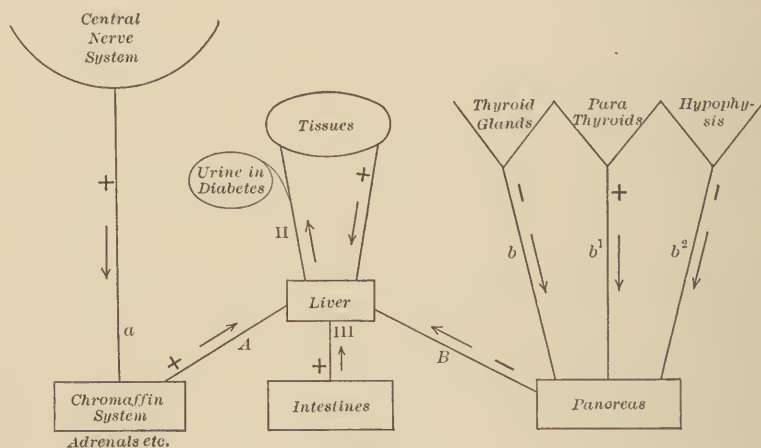 Central
Nerve
System
Thyroid
Glands
Para
Thyroids
Hypophy-
sis
Tissues
Urine in
Diabetes
+
+
−
+
−
II
b
b¹
b²
Liver
a
+
A
III
+
B
−
Chromaffin
System
Adrenals etc.
Intestines
Panoreas